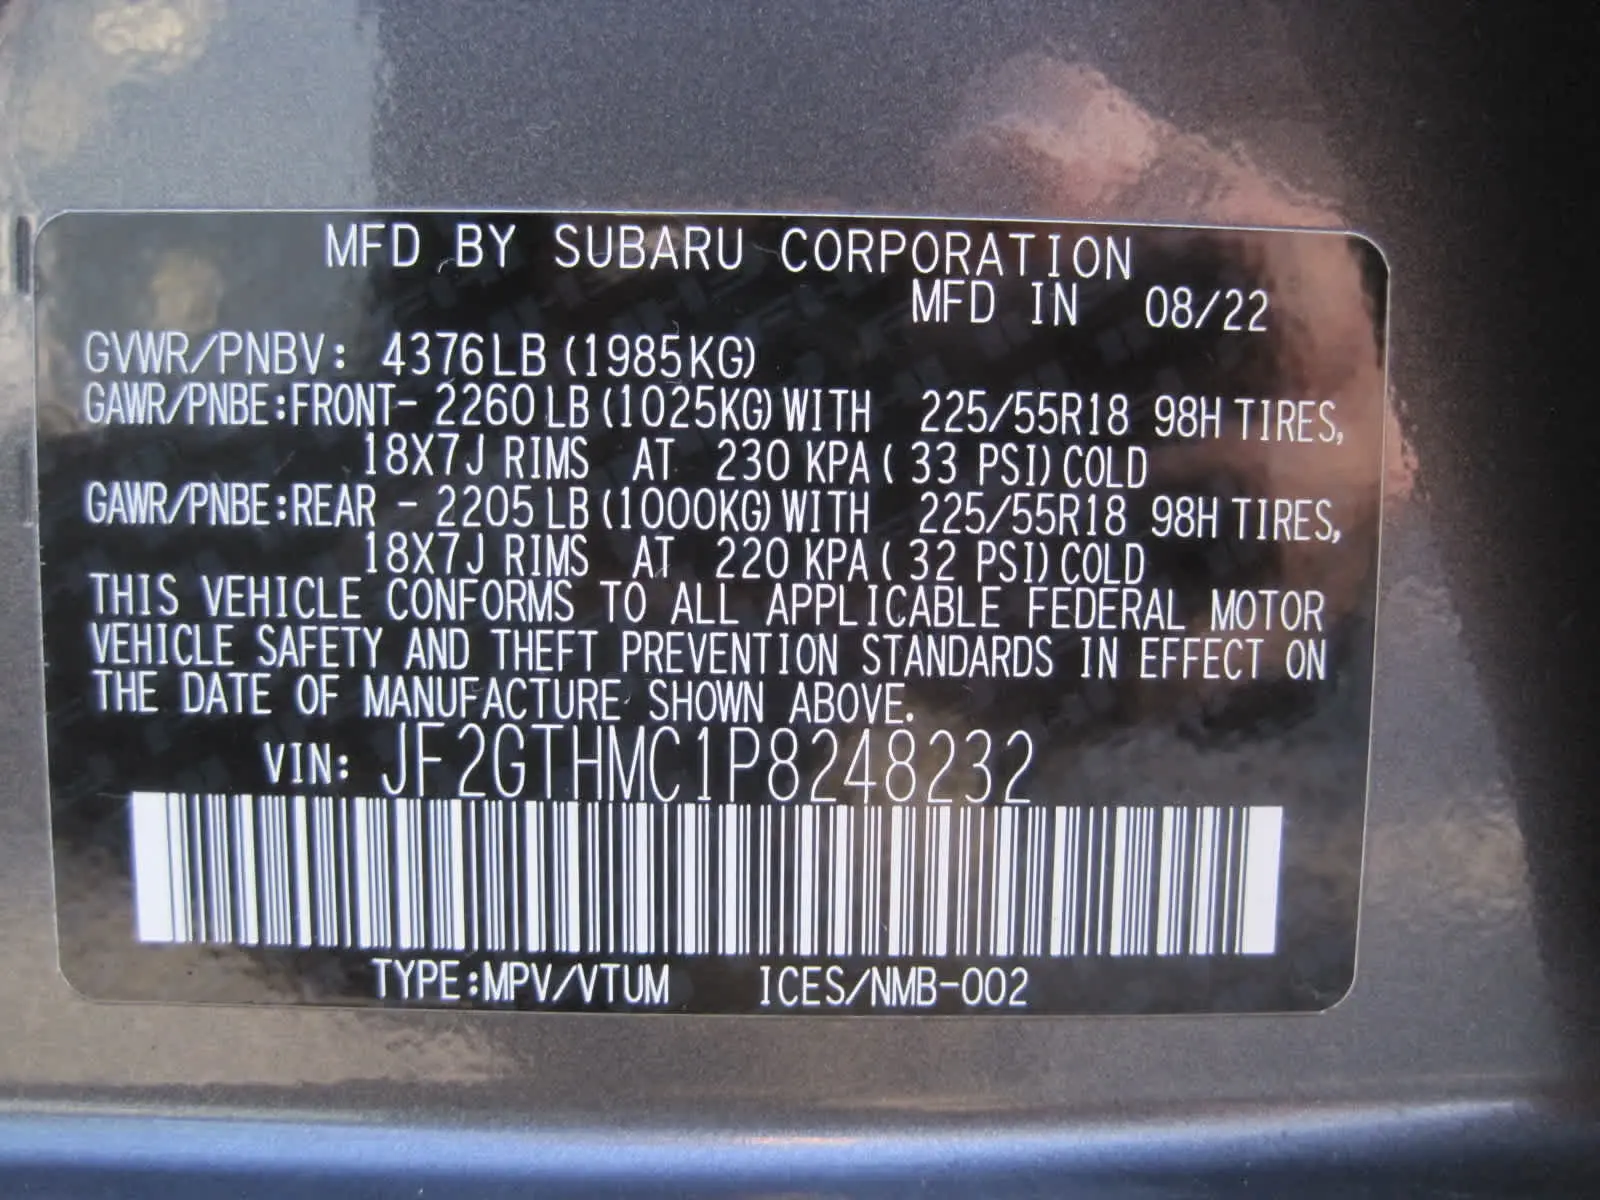 MFD BY SUBARU CORPORATION
MFD IN 08/22
GVWR/PNBV: 4376LB (1985KG)
GAWR/PNBE:FRONT- 2260LB (1025KG) WITH 225/55R18 98H TIRES,
18X7J RIMS AT 230 KPA ( 33 PSI) COLD
GAWR/PNBE:REAR - 2205LB (1000KG) WITH 225/55R18 98H TIRES,
18X7J RIMS AT 220 KPA ( 32 PSI) COLD
THIS VEHICLE CONFORMS TO ALL APPLICABLE FEDERAL MOTOR
VEHICLE SAFETY AND THEFT PREVENTION STANDARDS IN EFFECT ON
THE DATE OF MANUFACTURE SHOWN ABOVE.
VIN: JF2GTHMC1P8248232
TYPE:MPV/VTUM ICES/NMB-002